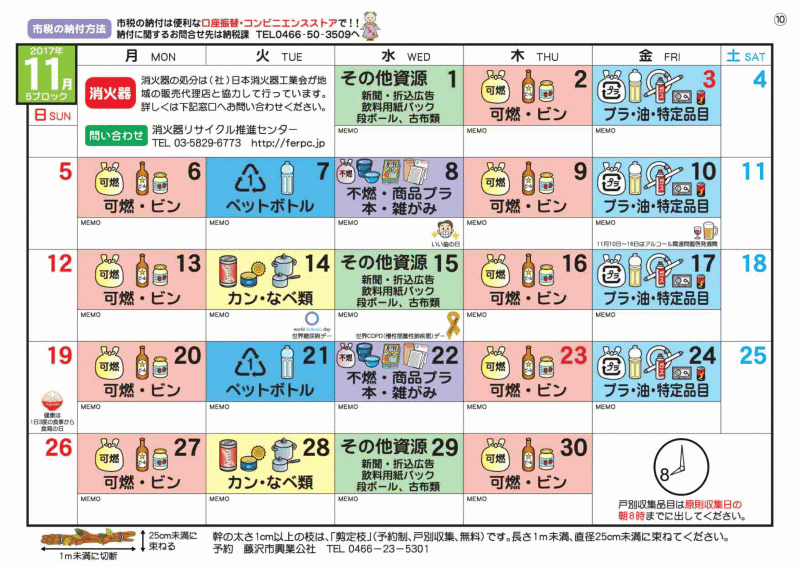 市税の納付方法
市税の納付は便利な口座振替・コンビニエンスストアで!!
納付に関するお問合せ先は納税課 TEL0466-50-3509へ
⑩
2017年
11月
5ブロック
日 SUN
月 MON
火 TUE
水 WED
木 THU
金 FRI
土 SAT
消火器
消火器の処分は(社)日本消火器工業会が地
域の販売代理店と協力して行っています。
詳しくは下記窓口へお問い合わせください。
問い合わせ
消火器リサイクル推進センター
TEL 03-5829-6773 http://ferpc.jp
その他資源 1
新聞・折込広告
飲料用紙パック
段ボール、古布類
MEMO
2
可燃
可燃・ビン
MEMO
3
プラ
プラ・油・特定品目
MEMO
4
5
6
可燃
可燃・ビン
MEMO
7
1
ペットボトル
MEMO
8
不燃
不燃・商品プラ
本・雑がみ
MEMO
いい歯の日
9
可燃
可燃・ビン
MEMO
10
プラ
プラ・油・特定品目
MEMO
11月10日~16日はアルコール関連問題啓発週間
11
12
13
可燃
可燃・ビン
MEMO
14
カン・なべ類
MEMO
world diabetes day
世界糖尿病デー
その他資源 15
新聞・折込広告
飲料用紙パック
段ボール、古布類
MEMO
世界COPD(慢性閉塞性肺疾患)デー
16
可燃
可燃・ビン
MEMO
17
プラ
プラ・油・特定品目
MEMO
18
19
健康は
1日3度の食事から
食育の日
20
可燃
可燃・ビン
MEMO
21
1
ペットボトル
MEMO
22
不燃
不燃・商品プラ
本・雑がみ
MEMO
23
可燃
可燃・ビン
MEMO
24
プラ
プラ・油・特定品目
MEMO
25
26
27
可燃
可燃・ビン
MEMO
28
カン・なべ類
MEMO
その他資源 29
新聞・折込広告
飲料用紙パック
段ボール、古布類
MEMO
30
可燃
可燃・ビン
MEMO
8
戸別収集品目は原則収集日の
朝8時までに出してください。
1m未満に切断
25cm未満に
束ねる
幹の太さ1cm以上の枝は、「剪定枝」(予約制、戸別収集、無料)です。長さ1m未満、直径25cm未満に束ねてください。
予約 藤沢市興業公社 TEL 0466-23-5301